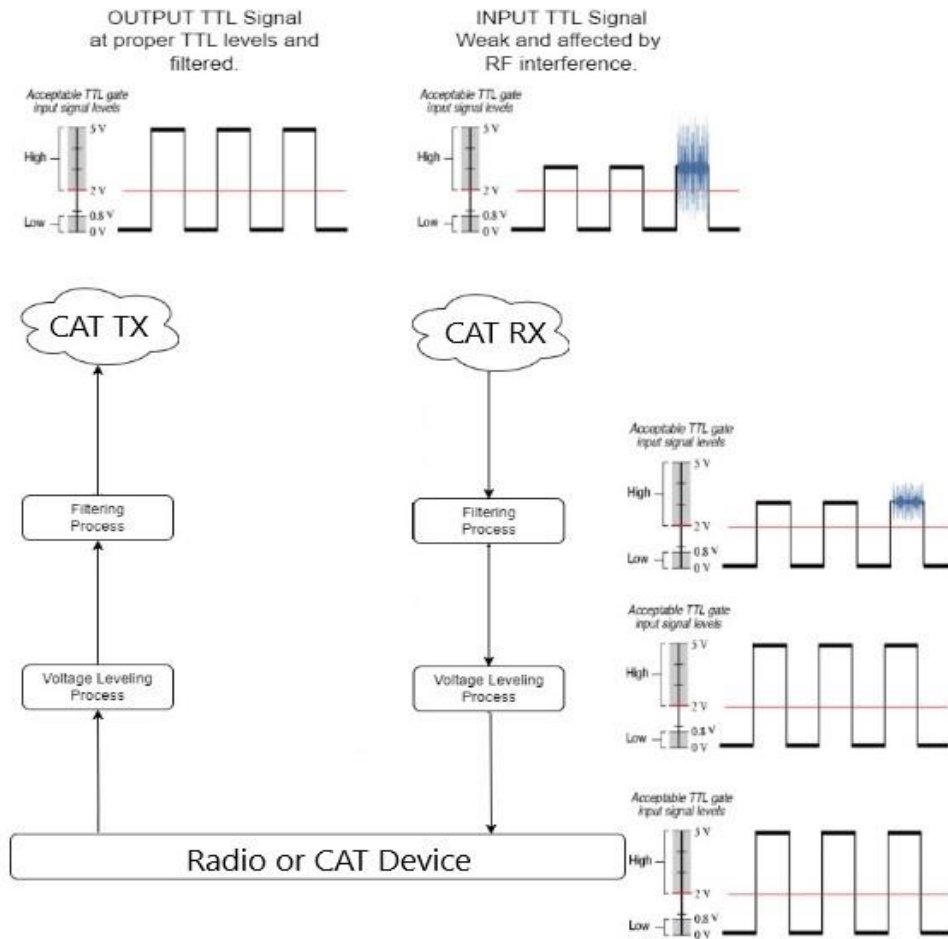 OUTPUT TTL Signal
at proper TTL levels and
filtered.
INPUT TTL Signal
Weak and affected by
RF interference.
Acceptable TTL gate
input signal levels
5 V
High
2 V
0.8 V
Low
0 V
Acceptable TTL gate
input signal levels
5 V
High
2 V
0.8 V
Low
0 V
CAT TX
CAT RX
Filtering
Process
Filtering
Process
Acceptable TTL gate
input signal levels
5 V
High
2 V
0.8 V
Low
0 V
Voltage Leveling
Process
Voltage Leveling
Process
Acceptable TTL gate
input signal levels
5 V
High
2 V
0.8 V
Low
0 V
Radio or CAT Device
Acceptable TTL gate
input signal levels
5 V
High
2 V
0.8 V
Low
0 V